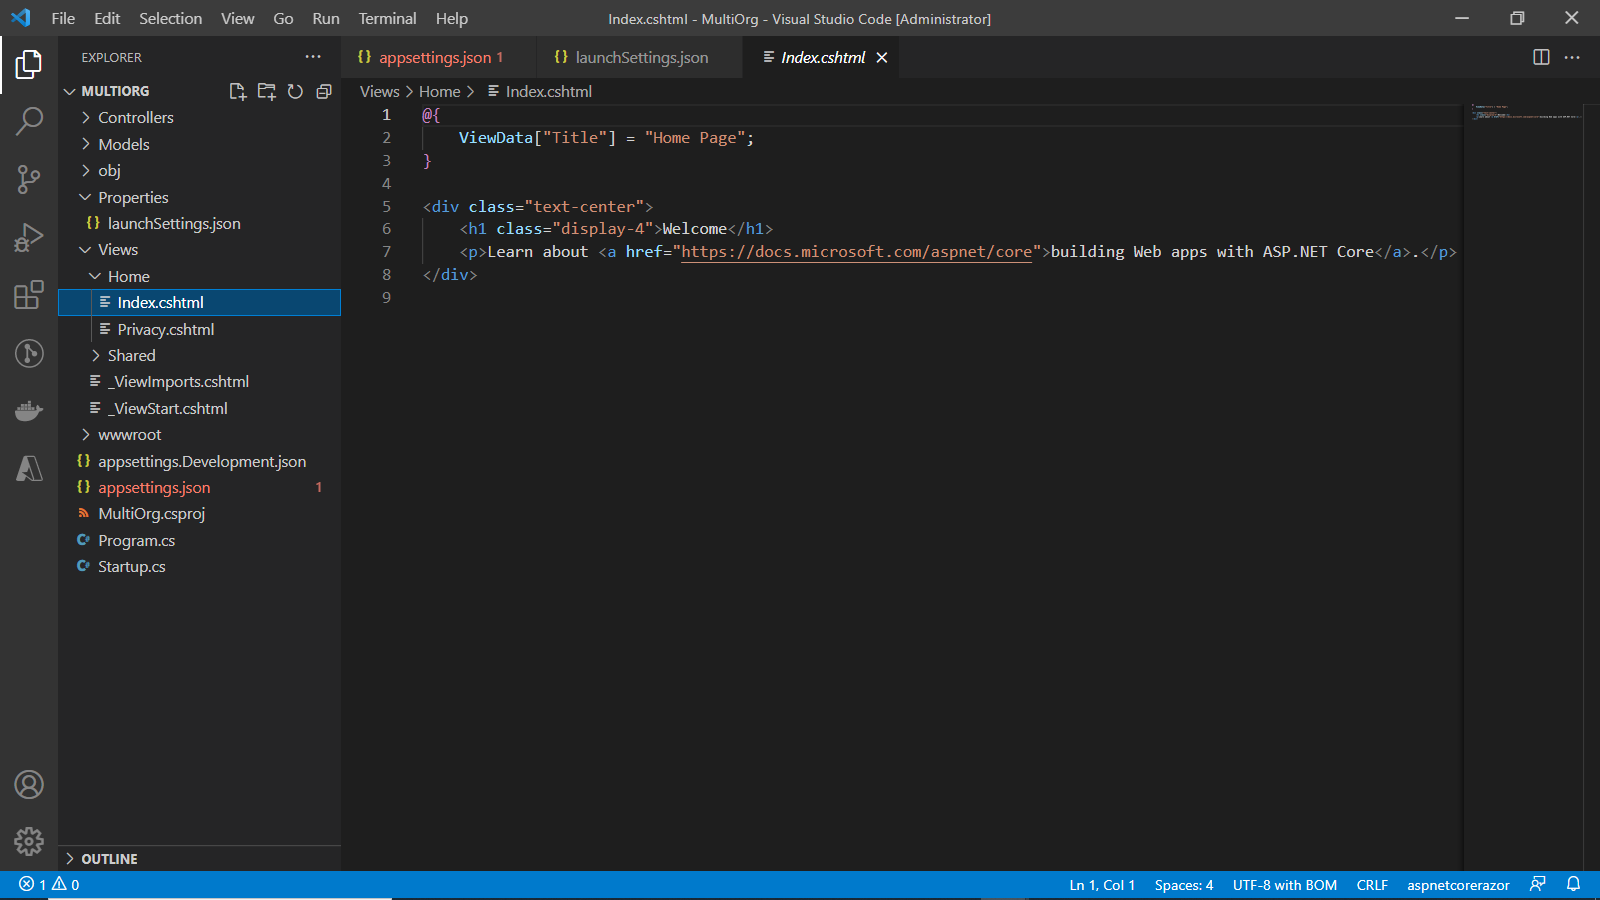 File Edit Selection View Go Run Terminal Help
Index.cshtml - MultiOrg - Visual Studio Code [Administrator]
EXPLORER
MULTIORG
Controllers
Models
obj
Properties
{} launchSettings.json
Views
Home
Index.cshtml
Privacy.cshtml
Shared
_ViewImports.cshtml
_ViewStart.cshtml
wwwroot
{} appsettings.Development.json
{} appsettings.json 1
MultiOrg.csproj
Program.cs
Startup.cs
OUTLINE
{} appsettings.json 1 {} launchSettings.json Index.cshtml
Views > Home > Index.cshtml
1 @{
2 ViewData["Title"] = "Home Page";
3 }
4
5 <div class="text-center">
6 <h1 class="display-4">Welcome</h1>
7 <p>Learn about <a href="https://docs.microsoft.com/aspnet/core">building Web apps with ASP.NET Core</a>.</p>
8 </div>
9
1 0 Ln 1, Col 1 Spaces: 4 UTF-8 with BOM CRLF aspnetcorerazor